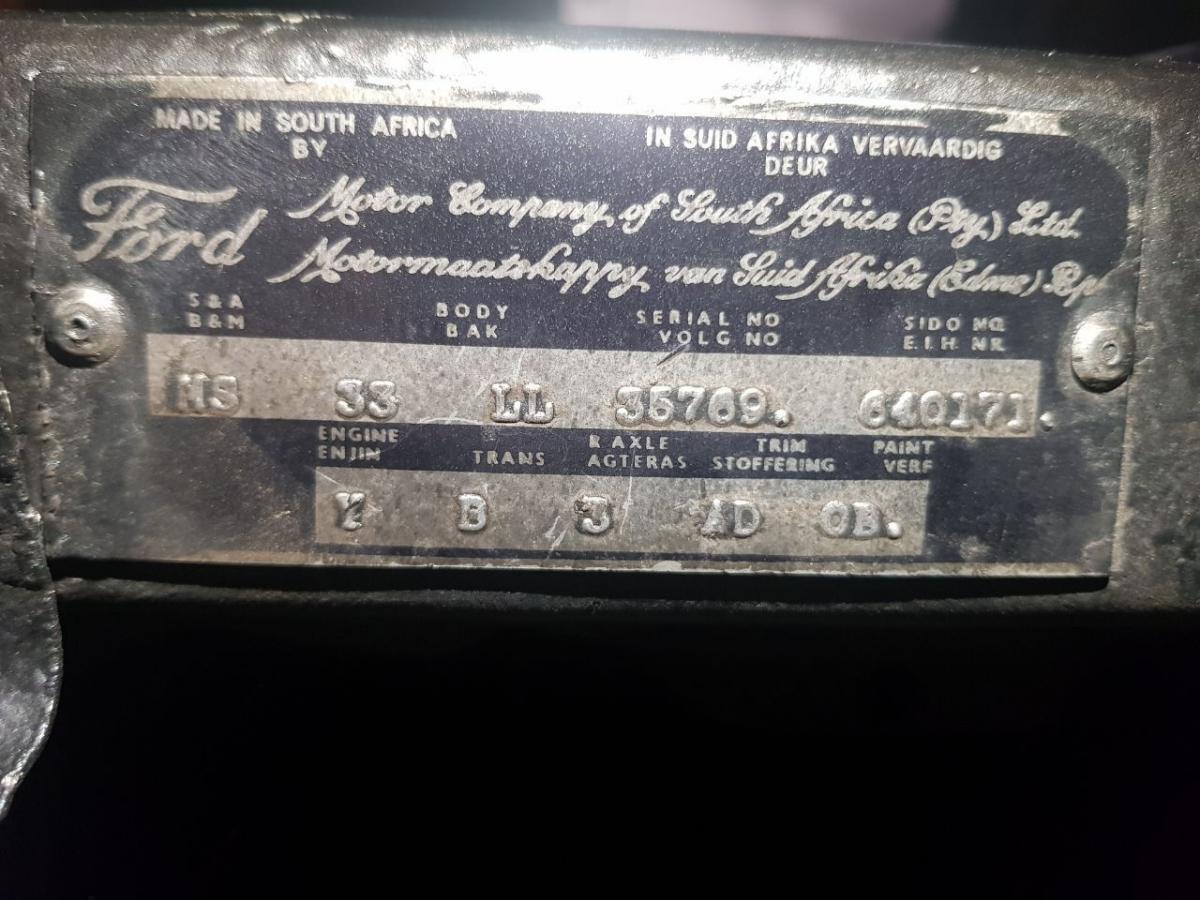 MADE IN SOUTH AFRICA
BY
IN SUID AFRIKA VERVAARDIG
DEUR
Ford
Motor Company of South Africa (Pty.) Ltd.
Motormaatskappy van Suid Afrika (Edms) Bpk
S & A
B & M
BODY
BAK
SERIAL NO
VOLG NO
SIDO NO.
E.I.H. NR
HS 33 LL 35769. 640171.
ENGINE
ENJIN
TRANS
R AXLE
AGTERAS
TRIM
STOFFERING
PAINT
VERF
Y B 3 AD OB.